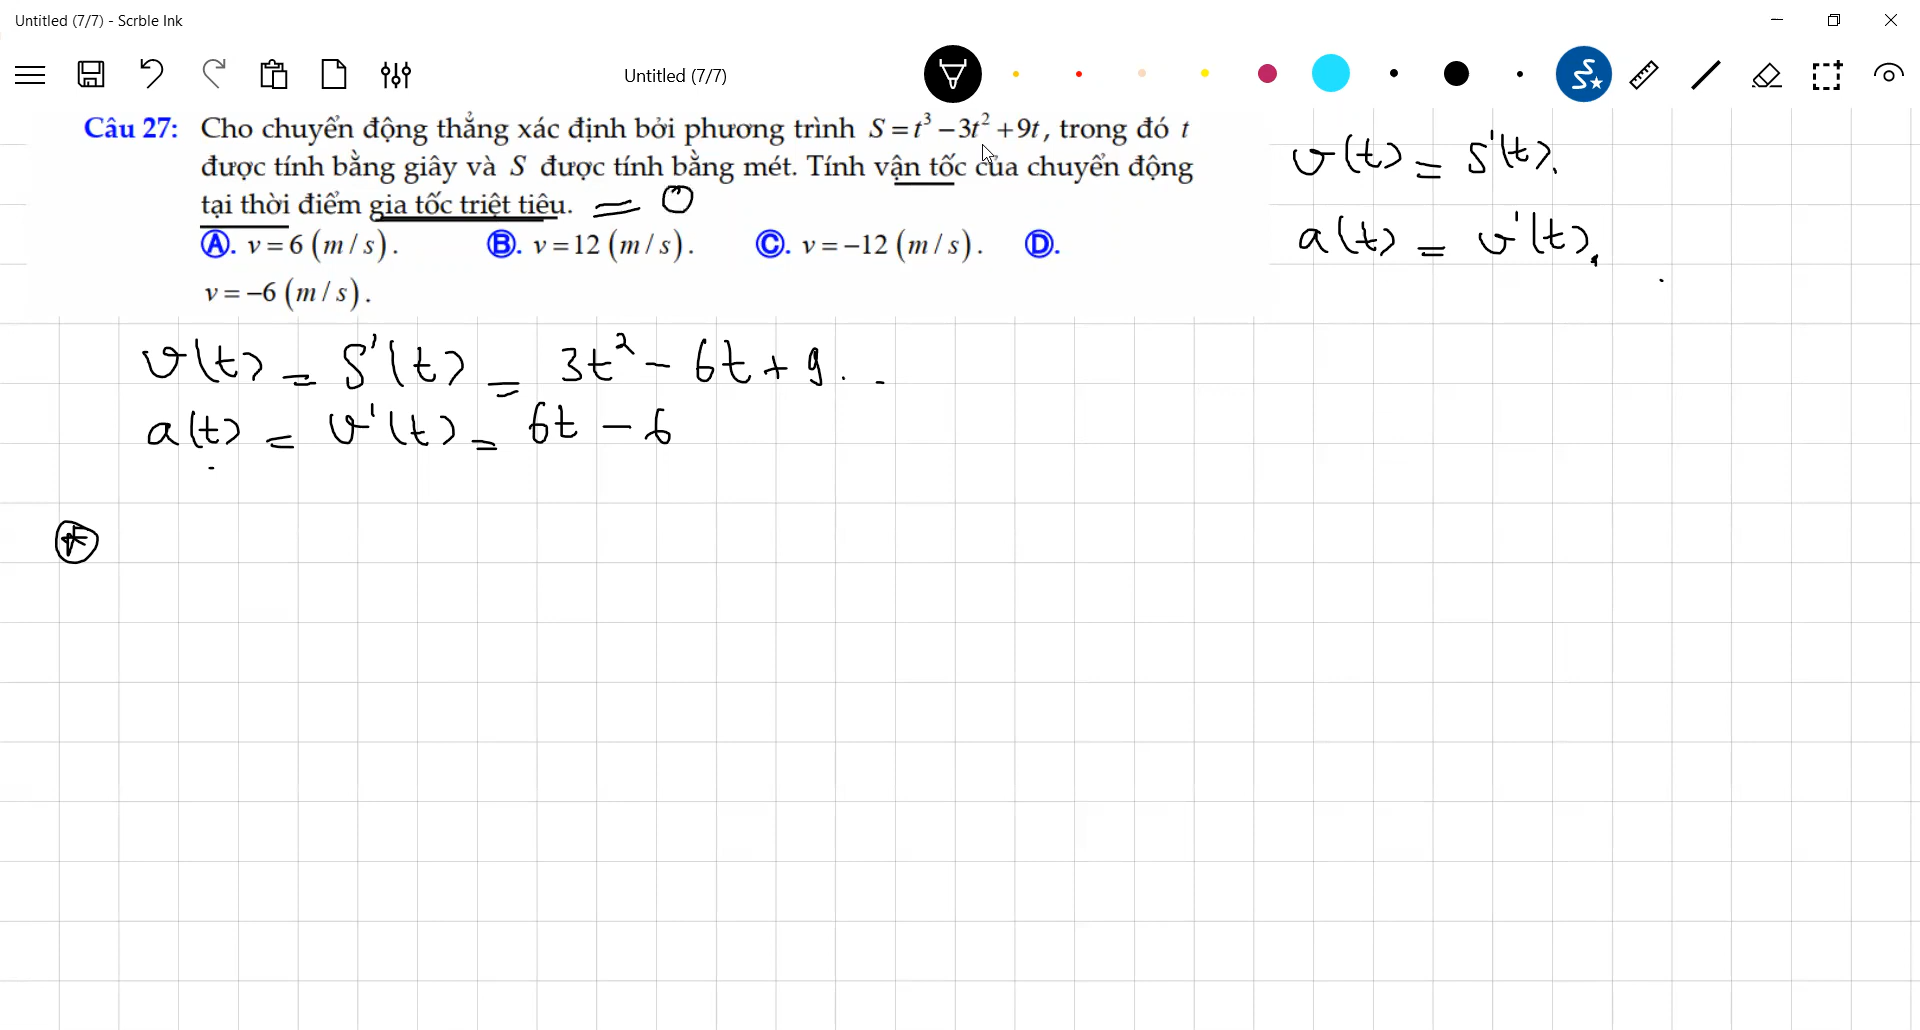 Untitled (7/7) - Scrble Ink
Untitled (7/7)
Câu 27: Cho chuyển động thẳng xác định bởi phương trình S = t³ − 3t² + 9t, trong đó t
được tính bằng giây và S được tính bằng mét. Tính vận tốc của chuyển động
tại thời điểm gia tốc triệt tiêu. = 0
A. v = 6 (m / s). B. v = 12 (m / s). C. v = −12 (m / s). D.
v = −6 (m / s).
v(t) = S'(t).
a(t) = v'(t).
v(t) = S'(t) = 3t² − 6t + 9.
a(t) = v'(t) = 6t − 6